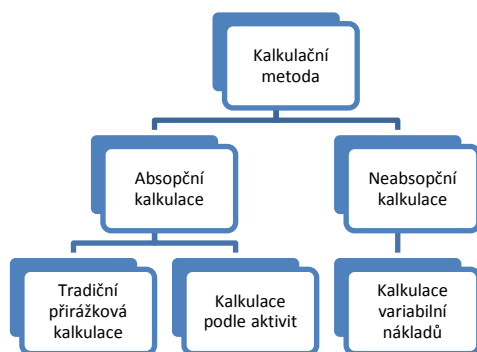 Kalkulační
metoda
Absopční
kalkulace
Neabsopční
kalkulace
Tradiční
přirážková
kalkulace
Kalkulace
podle aktivit
Kalkulace
variabilní
nákladů